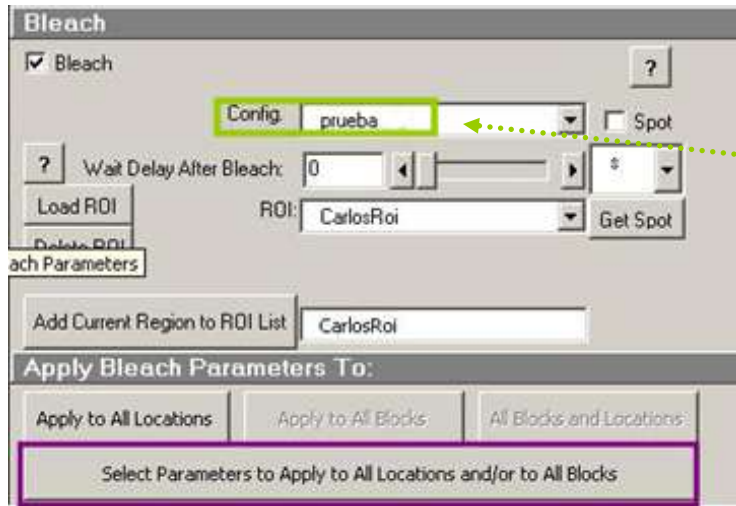 Bleach
Bleach
?
Config.
prueba
Spot
?
Wait Delay After Bleach:
0
s
Load ROI
ROI:
CarlosRoi
Get Spot
Delete ROI
ach Parameters
Add Current Region to ROI List
CarlosRoi
Apply Bleach Parameters To:
Apply to All Locations
Apply to All Blocks
All Blocks and Locations
Select Parameters to Apply to All Locations and/or to All Blocks